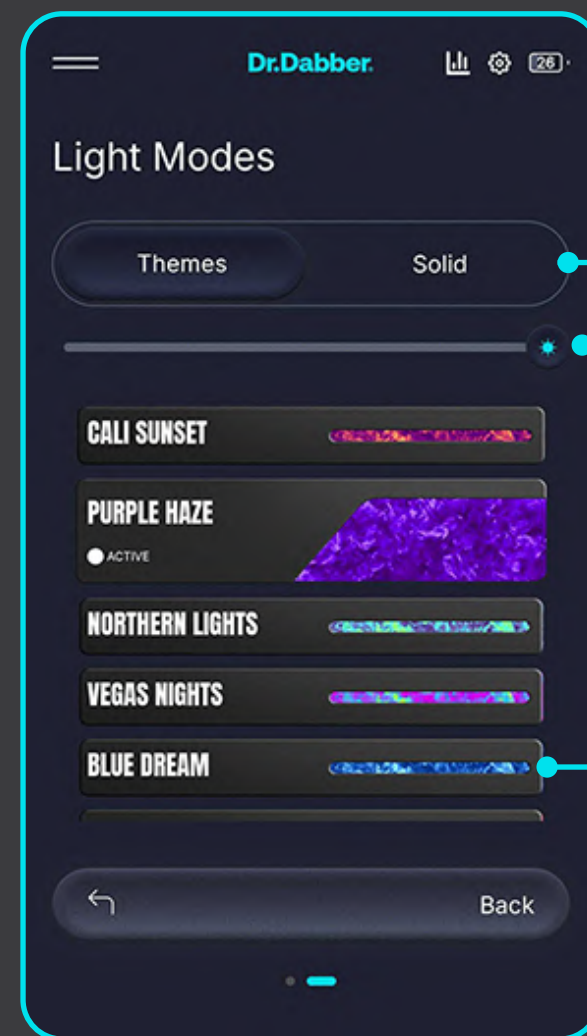 Dr.Dabber.
26
Light Modes
Themes Solid
CALI SUNSET
PURPLE HAZE
ACTIVE
NORTHERN LIGHTS
VEGAS NIGHTS
BLUE DREAM
Back